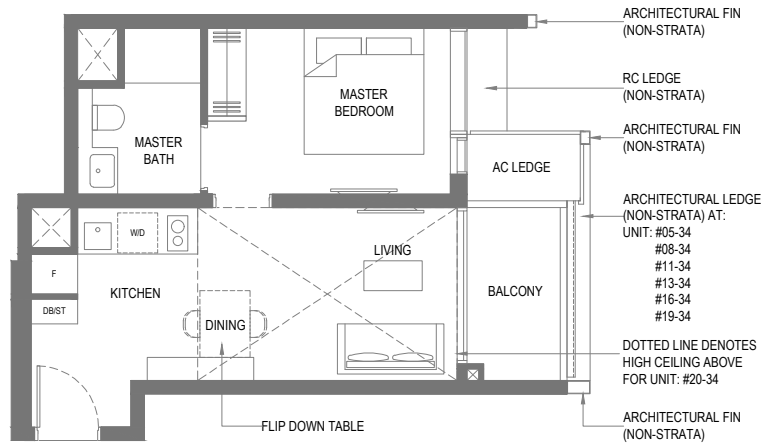 ARCHITECTURAL FIN
(NON-STRATA)
RC LEDGE
(NON-STRATA)
ARCHITECTURAL FIN
(NON-STRATA)
MASTER
BEDROOM
MASTER
BATH
AC LEDGE
ARCHITECTURAL LEDGE
(NON-STRATA) AT:
UNIT: #05-34
#08-34
#11-34
#13-34
#16-34
#19-34
W/D
LIVING
F
KITCHEN
BALCONY
DB/ST
DINING
DOTTED LINE DENOTES
HIGH CEILING ABOVE
FOR UNIT: #20-34
FLIP DOWN TABLE
ARCHITECTURAL FIN
(NON-STRATA)